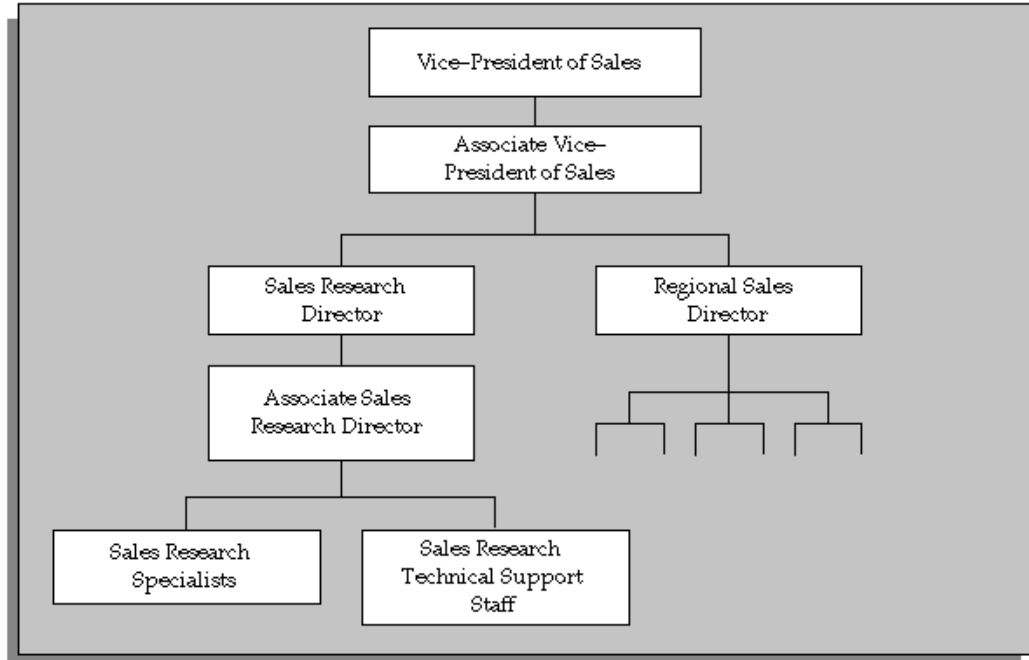 Vice–President of Sales
Associate Vice–
President of Sales
Sales Research
Director
Regional Sales
Director
Associate Sales
Research Director
Sales Research
Specialists
Sales Research
Technical Support
Staff